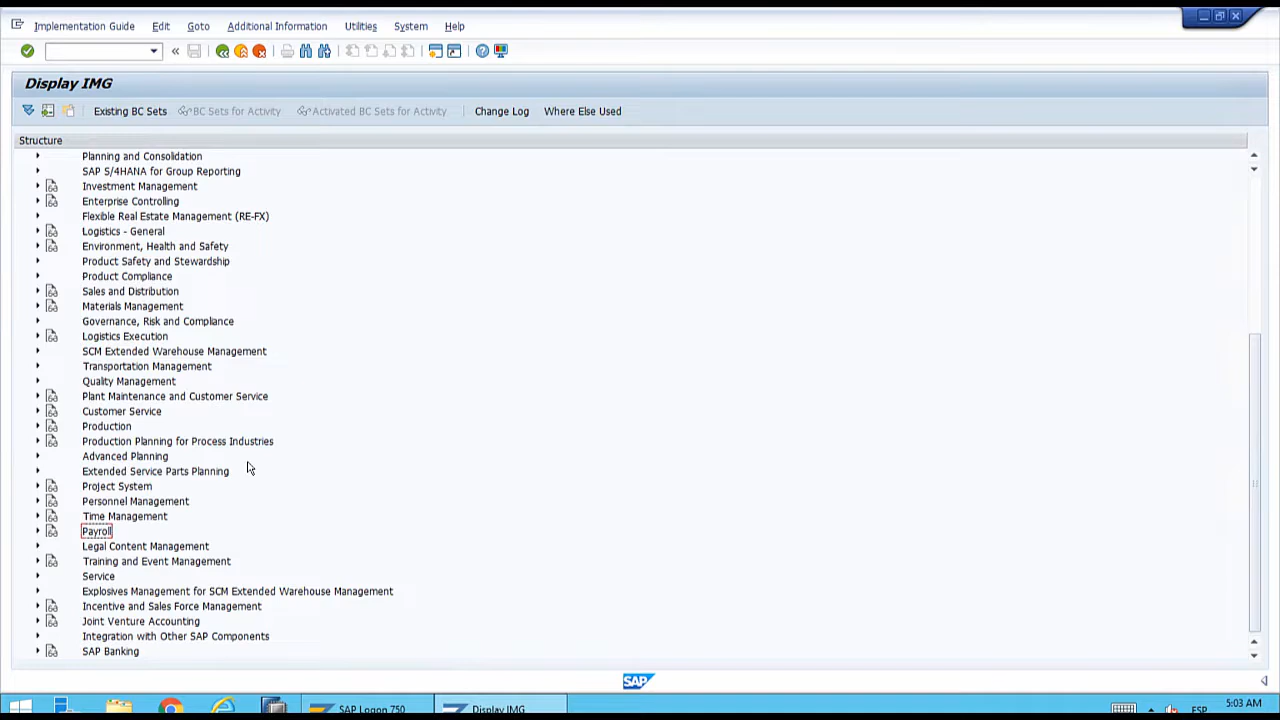 Implementation Guide Edit Goto Additional Information Utilities System Help
Display IMG
Existing BC Sets BC Sets for Activity Activated BC Sets for Activity Change Log Where Else Used
Structure
Planning and Consolidation
SAP S/4HANA for Group Reporting
Investment Management
Enterprise Controlling
Flexible Real Estate Management (RE-FX)
Logistics - General
Environment, Health and Safety
Product Safety and Stewardship
Product Compliance
Sales and Distribution
Materials Management
Governance, Risk and Compliance
Logistics Execution
SCM Extended Warehouse Management
Transportation Management
Quality Management
Plant Maintenance and Customer Service
Customer Service
Production
Production Planning for Process Industries
Advanced Planning
Extended Service Parts Planning
Project System
Personnel Management
Time Management
Payroll
Legal Content Management
Training and Event Management
Service
Explosives Management for SCM Extended Warehouse Management
Incentive and Sales Force Management
Joint Venture Accounting
Integration with Other SAP Components
SAP Banking
SAP
SAP Logon 750 Display IMG ESP 5:03 AM